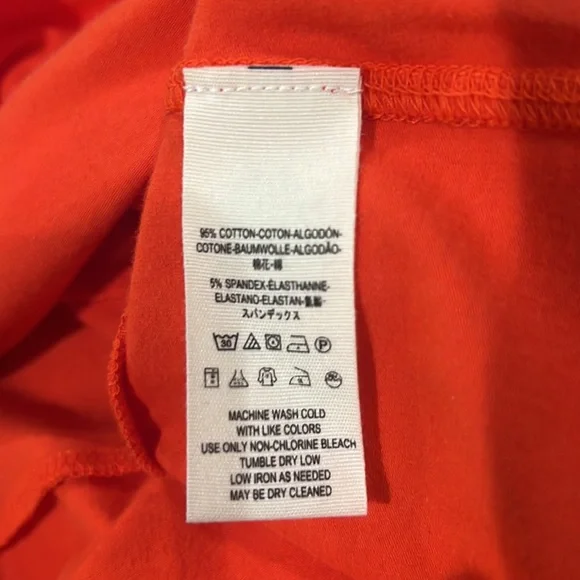 95% COTTON-COTON-ALGODÓN-
COTONE-BAUMWOLLE-ALGODÃO-
棉花-綿
5% SPANDEX-ÉLASTHANNE-
ELASTANO-ELASTAN-
スパンデックス
30
P
MACHINE WASH COLD
WITH LIKE COLORS
USE ONLY NON-CHLORINE BLEACH
TUMBLE DRY LOW
LOW IRON AS NEEDED
MAY BE DRY CLEANED